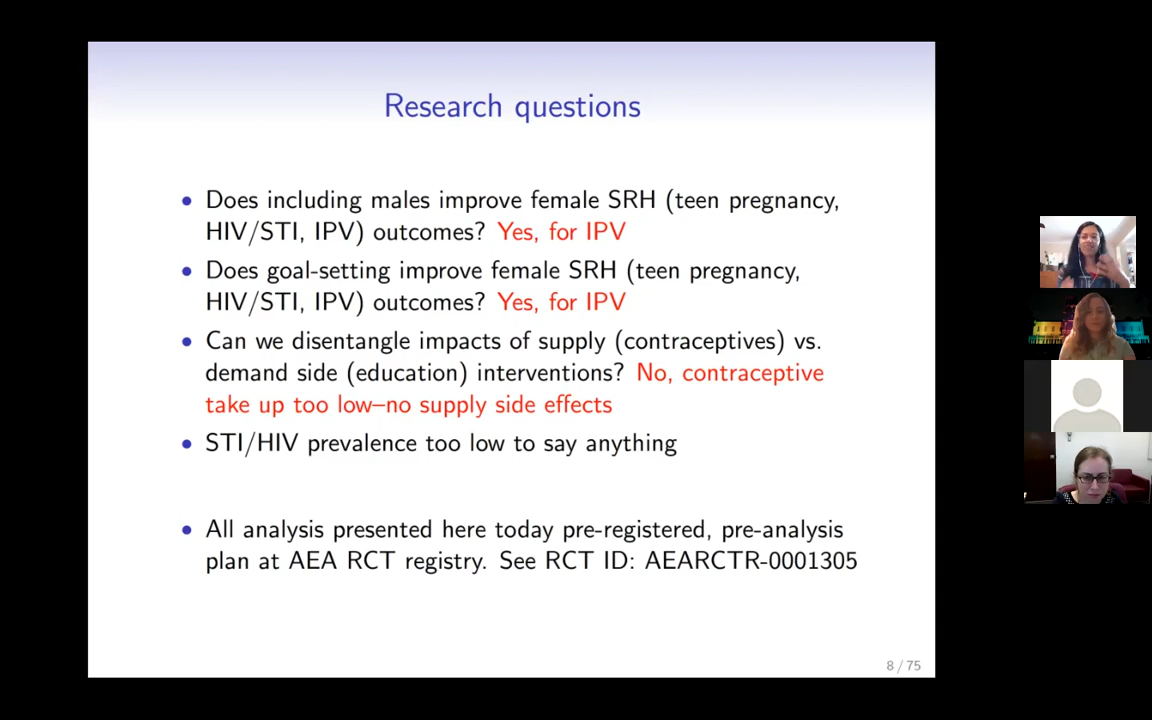 Research questions
• Does including males improve female SRH (teen pregnancy,
HIV/STI, IPV) outcomes? Yes, for IPV
• Does goal-setting improve female SRH (teen pregnancy,
HIV/STI, IPV) outcomes? Yes, for IPV
• Can we disentangle impacts of supply (contraceptives) vs.
demand side (education) interventions? No, contraceptive
take up too low–no supply side effects
• STI/HIV prevalence too low to say anything
• All analysis presented here today pre-registered, pre-analysis
plan at AEA RCT registry. See RCT ID: AEARCTR-0001305
8 / 75